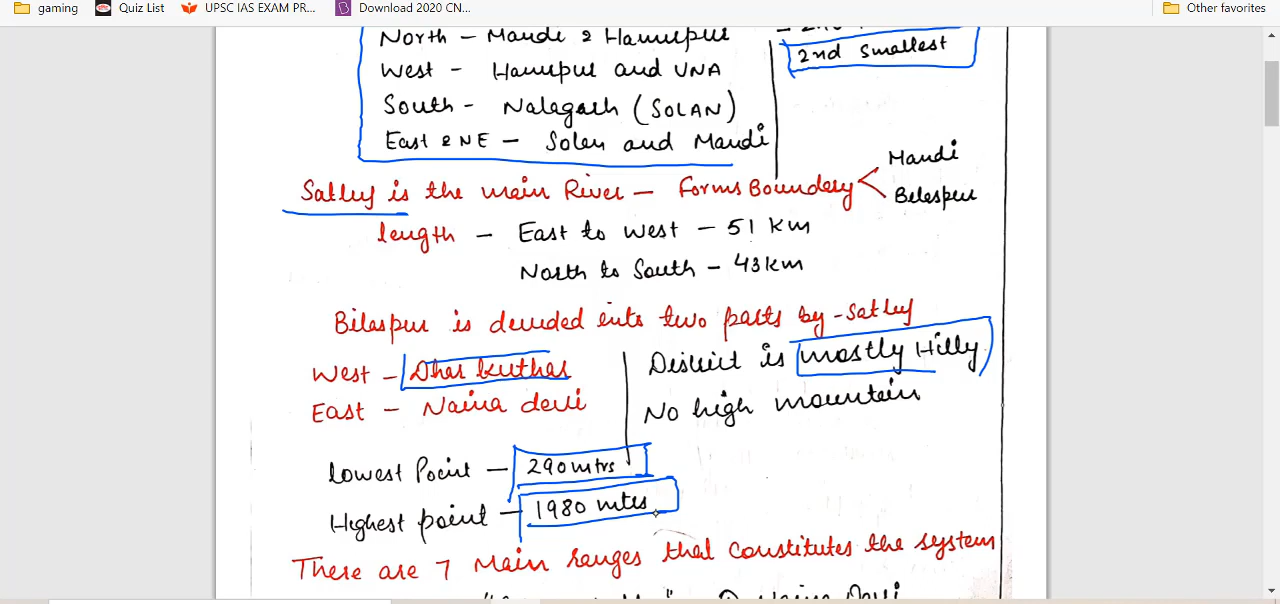 gaming Quiz List UPSC IAS EXAM PR... Download 2020 CN... Other favorites
North - Mandi & Hamirpur
2nd smallest
West - Hamirpur and UNA
South - Nalagarh (SOLAN)
East & NE - Solan and Mandi
Satluj is the main River - Forms Boundary
Mandi
Bilaspur
length - East to West - 51 km
North to South - 43 km
Bilaspur is devided into two parts by - Satluj
West - Dhar kuthar
East - Naina devi
District is mostly Hilly
No high mountain
Lowest Point - 290 mtrs
Highest point - 1980 mtrs
There are 7 Main ranges that constitutes the system